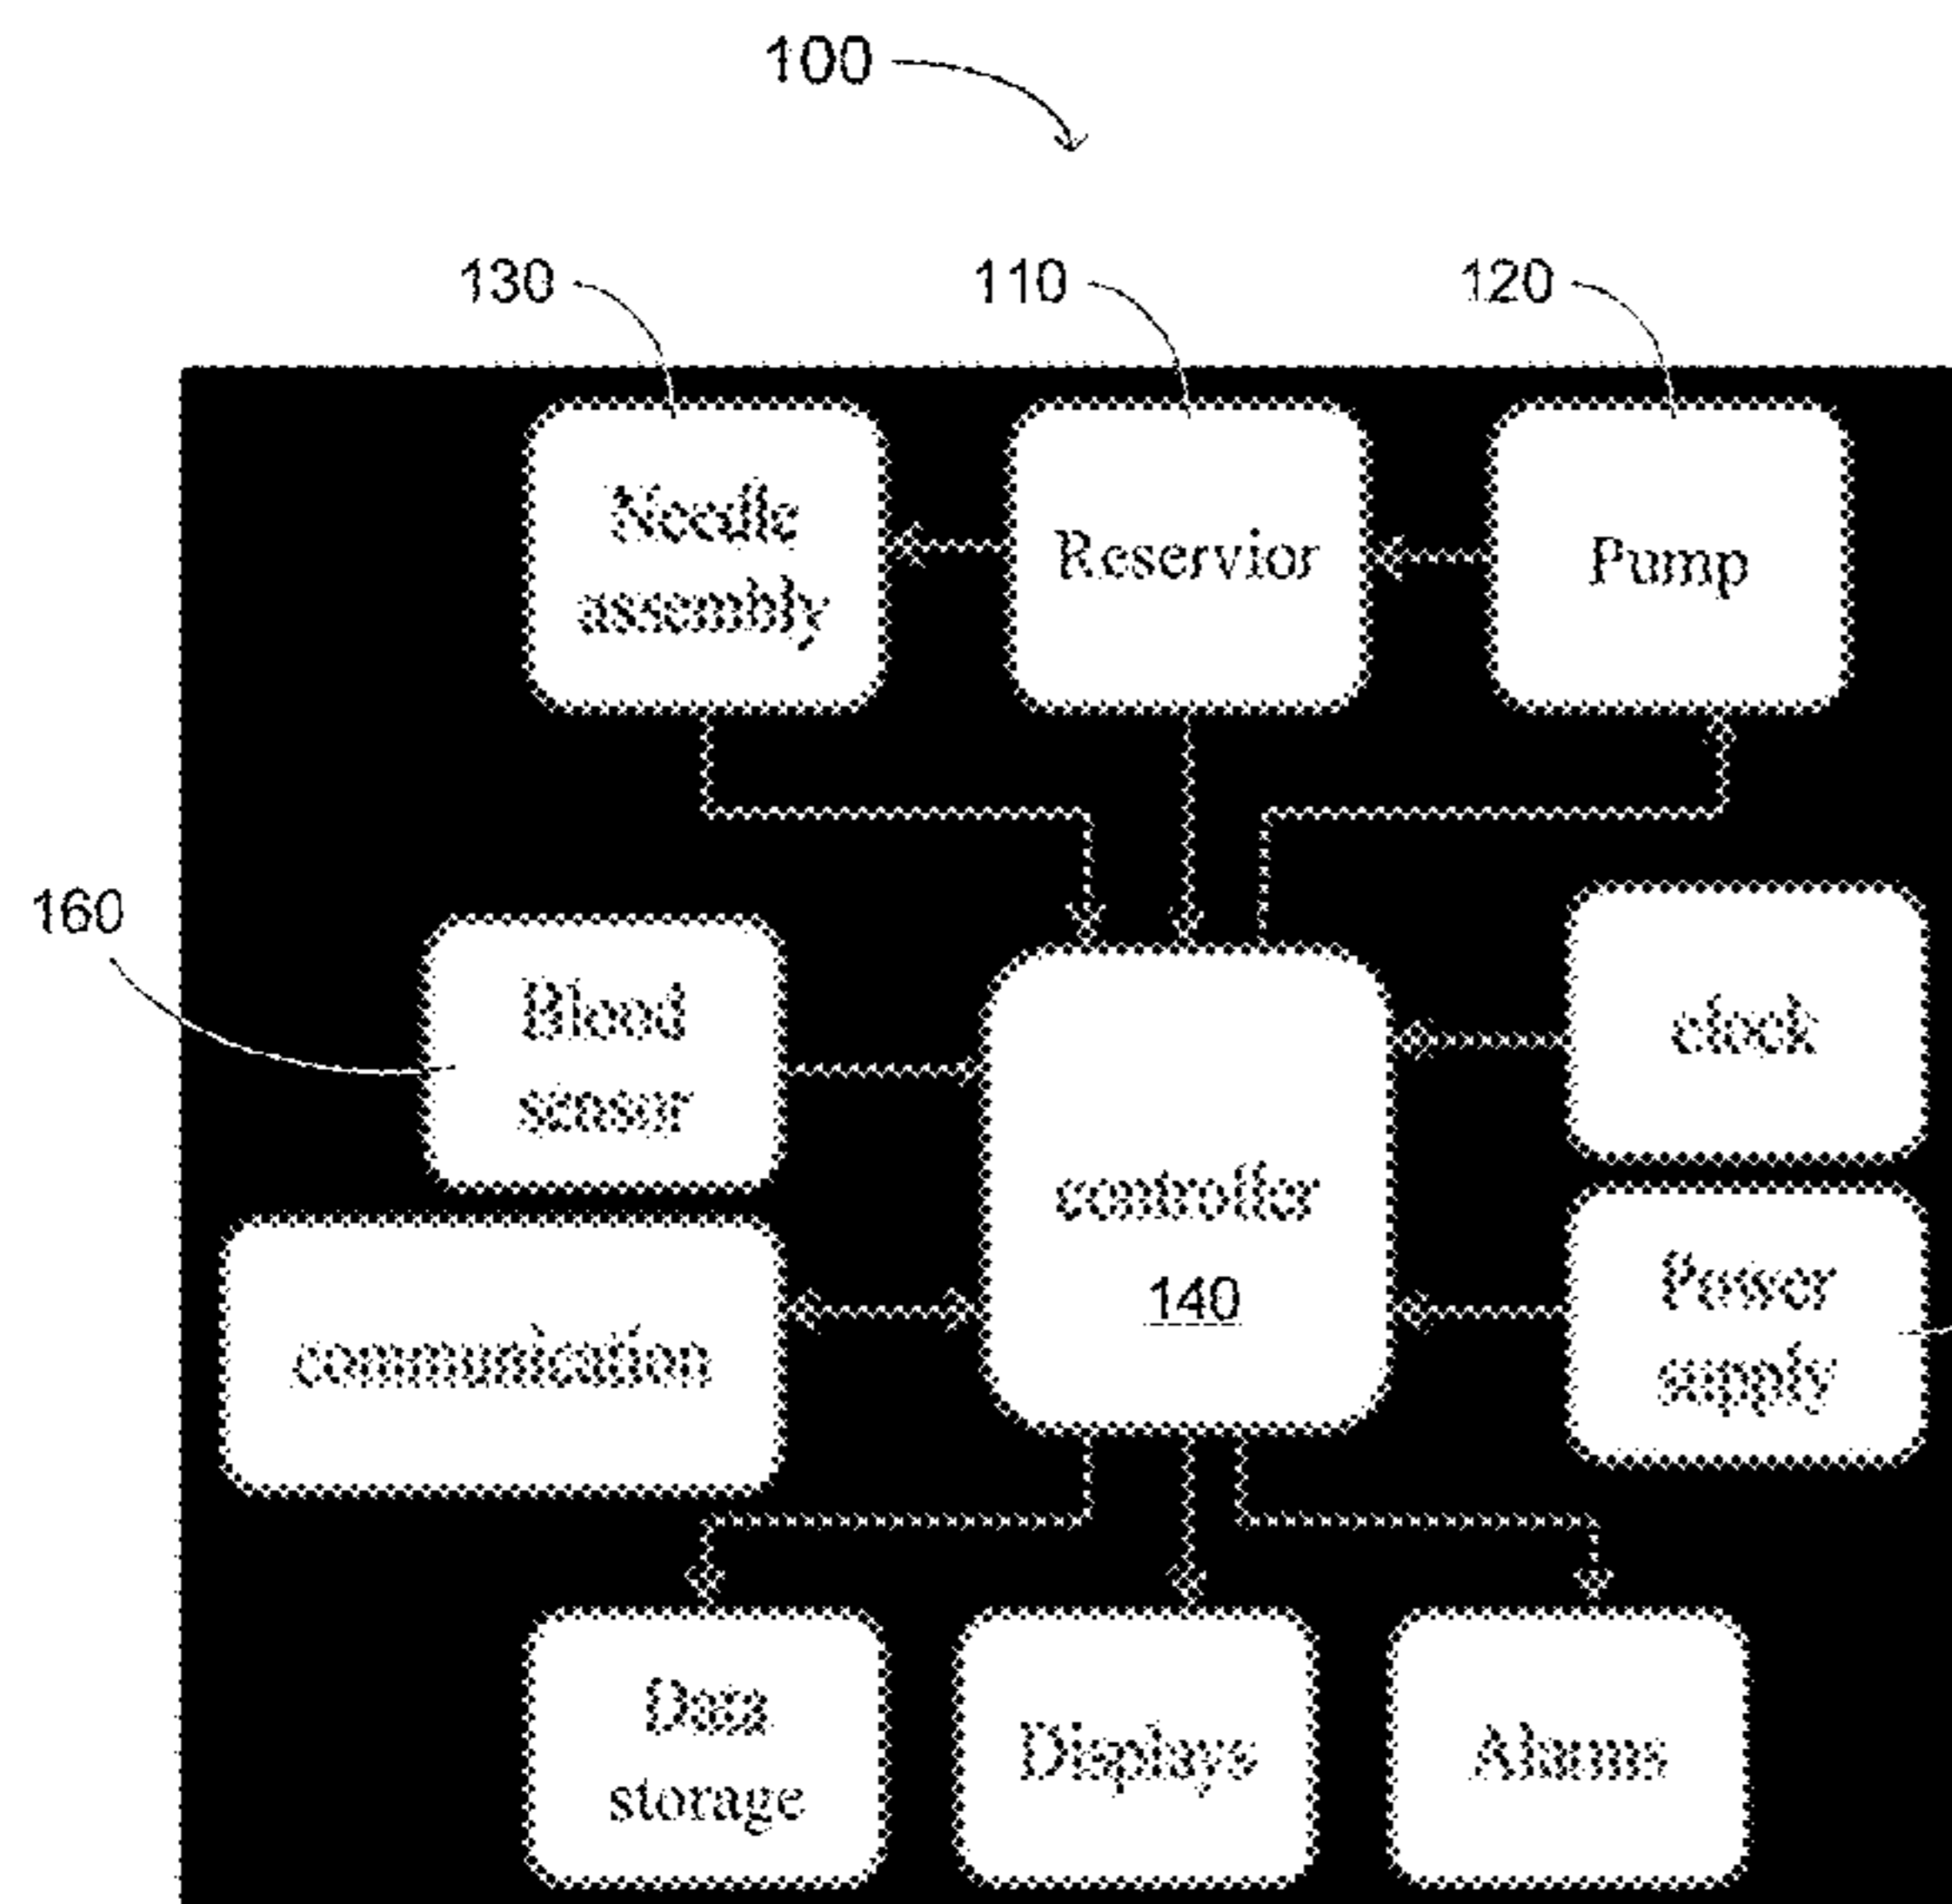 100
130
110
120
Needle
assembly
Reservior
Pump
160
Blood
sensor
clock
controller
140
communication
Power
supply
Data
storage
Displays
Alarms